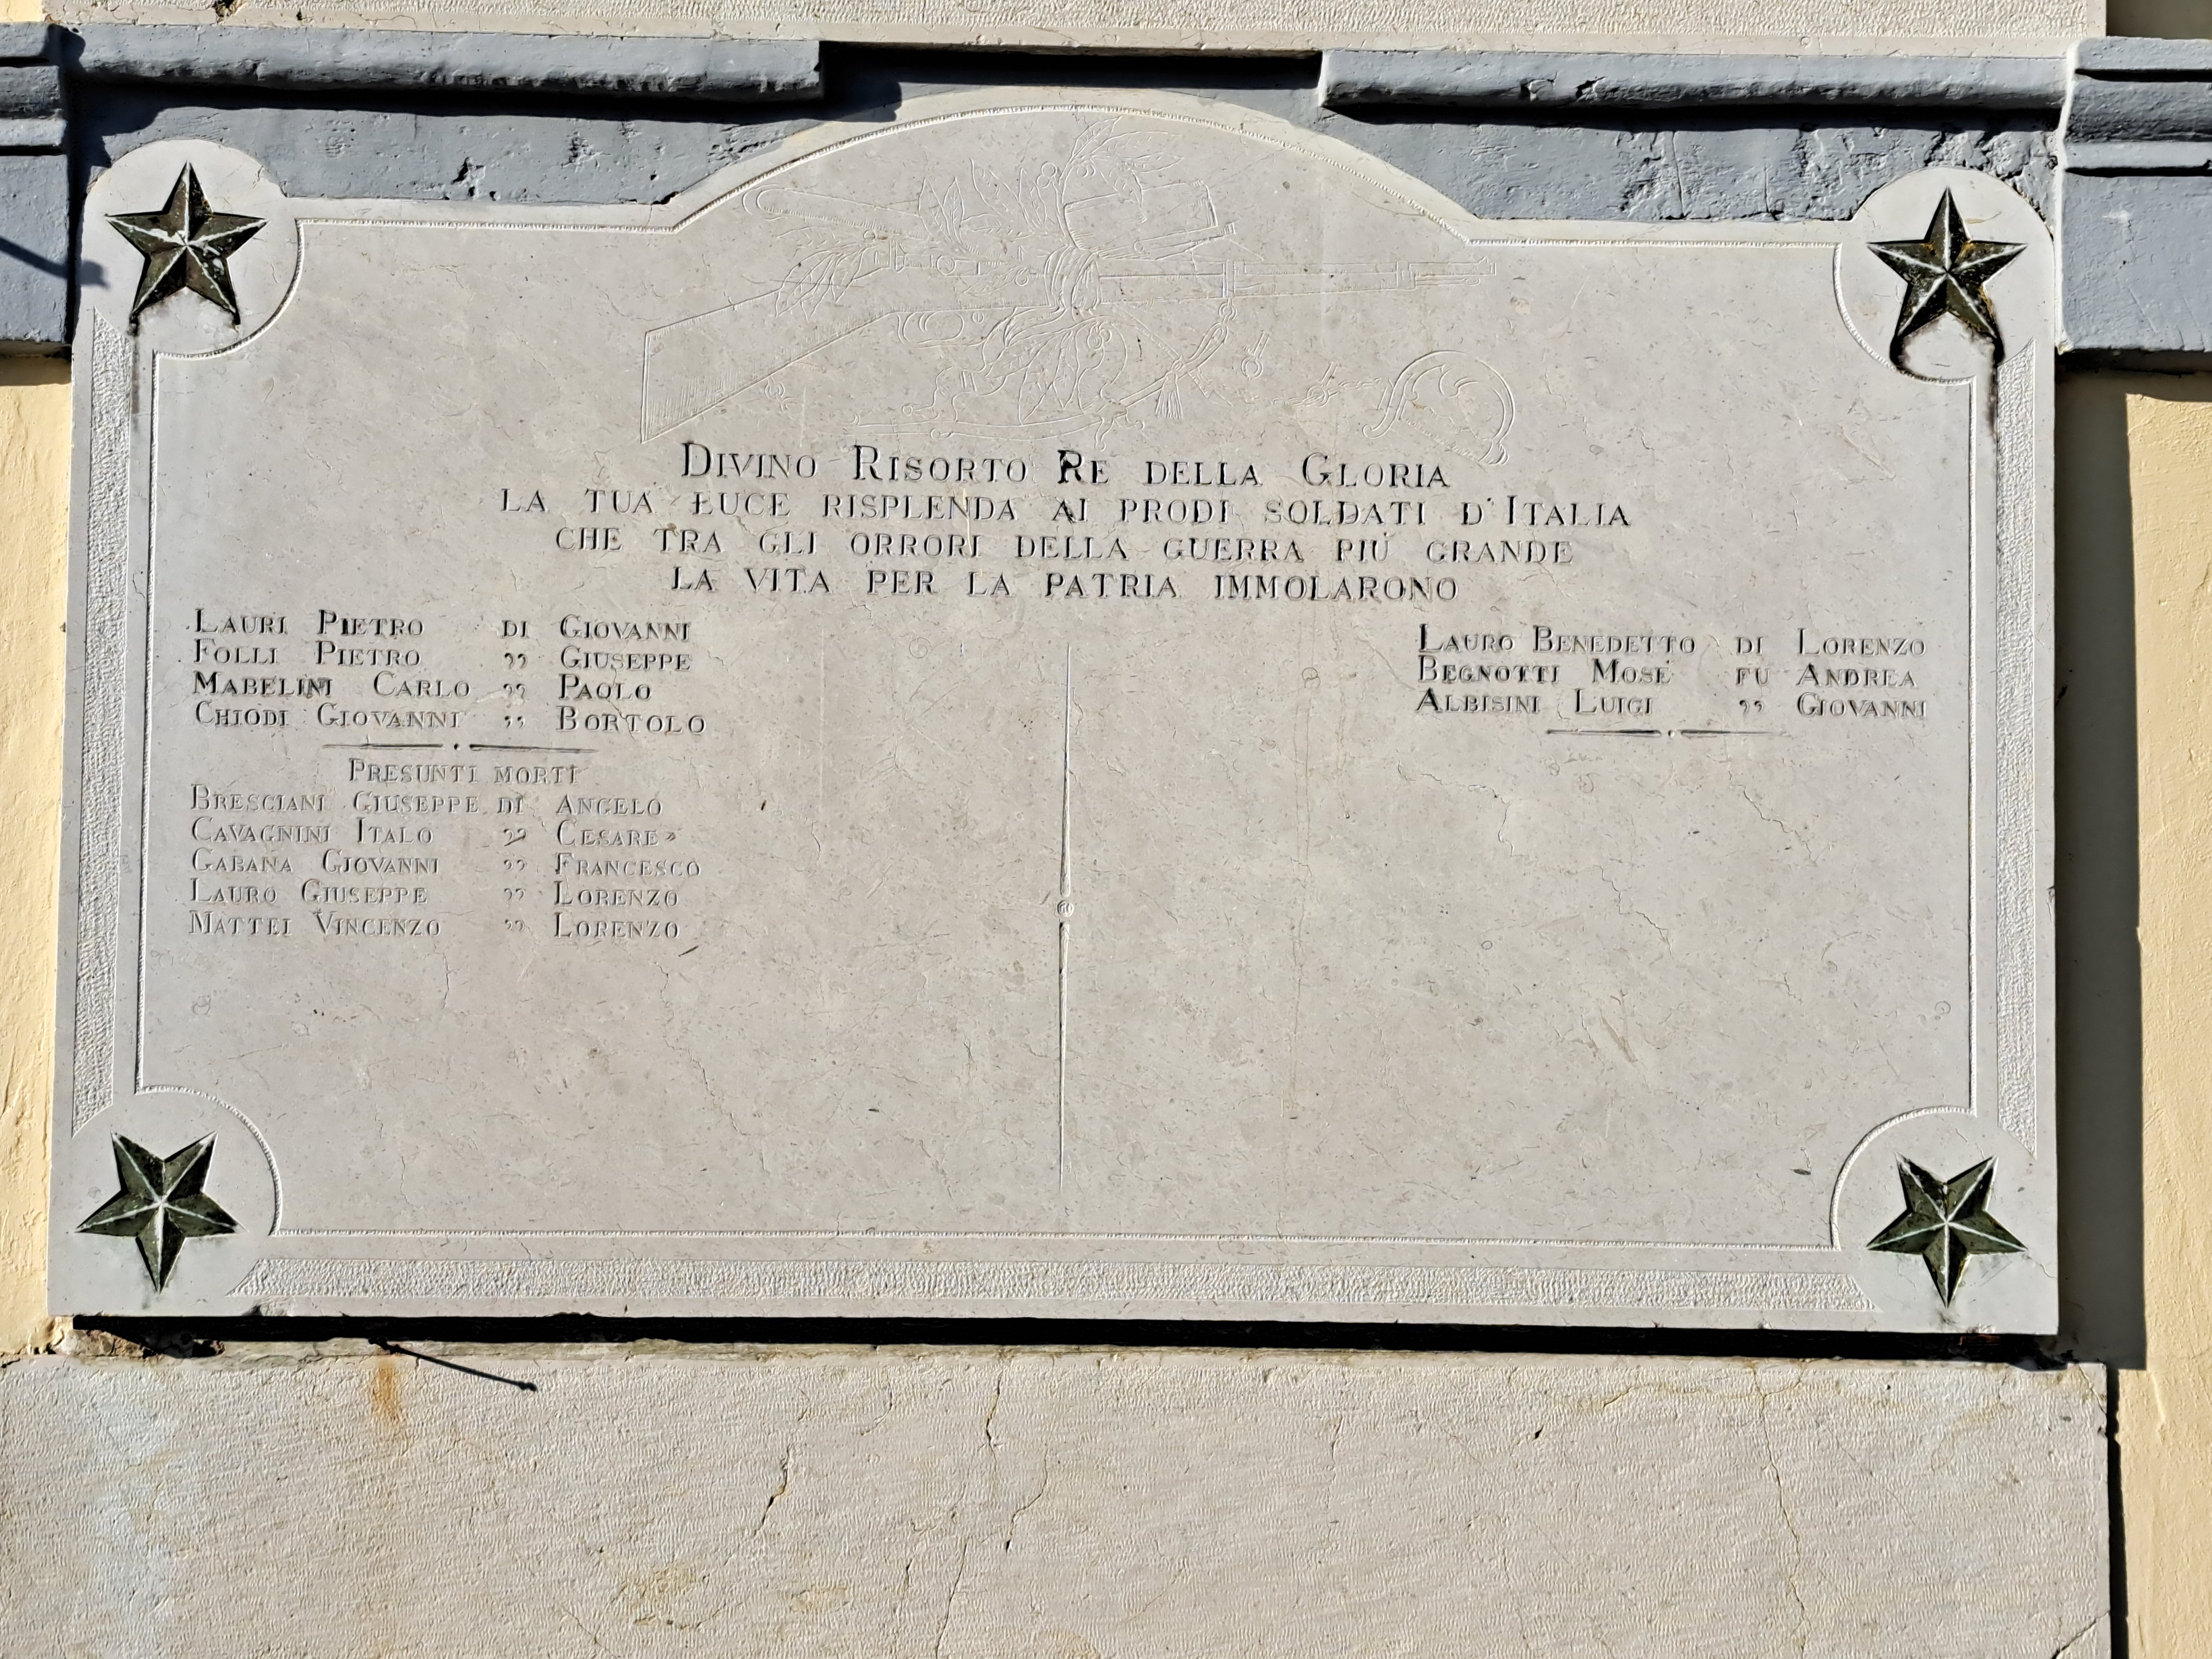 Divino Risorto Re della Gloria
la tua luce risplenda ai prodi soldati d'Italia
che tra gli orrori della guerra più grande
la vita per la patria immolarono
Lauri Pietro di Giovanni
Folli Pietro " Giuseppe
Mabelini Carlo " Paolo
Chiodi Giovanni " Bortolo
Presunti morti
Bresciani Giuseppe di Angelo
Cavagnini Italo " Cesare
Gabana Giovanni " Francesco
Lauro Giuseppe " Lorenzo
Mattei Vincenzo " Lorenzo
Lauro Benedetto di Lorenzo
Begnotti Mosè fu Andrea
Albisini Luigi " Giovanni